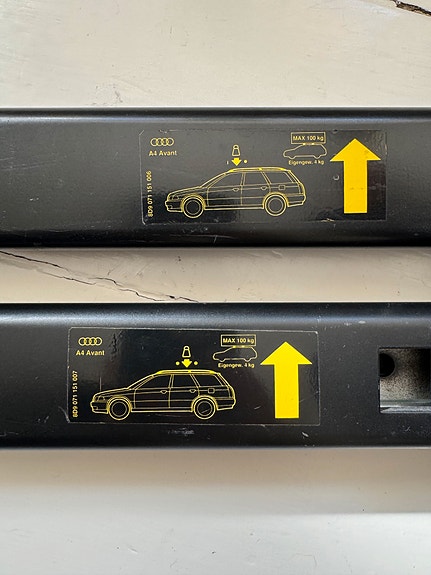 A4 Avant
MAX 100 kg
Eigengew. 4 kg
8D9 071 151 006
A4 Avant
MAX 100 kg
Eigengew. 4 kg
8D9 071 151 007